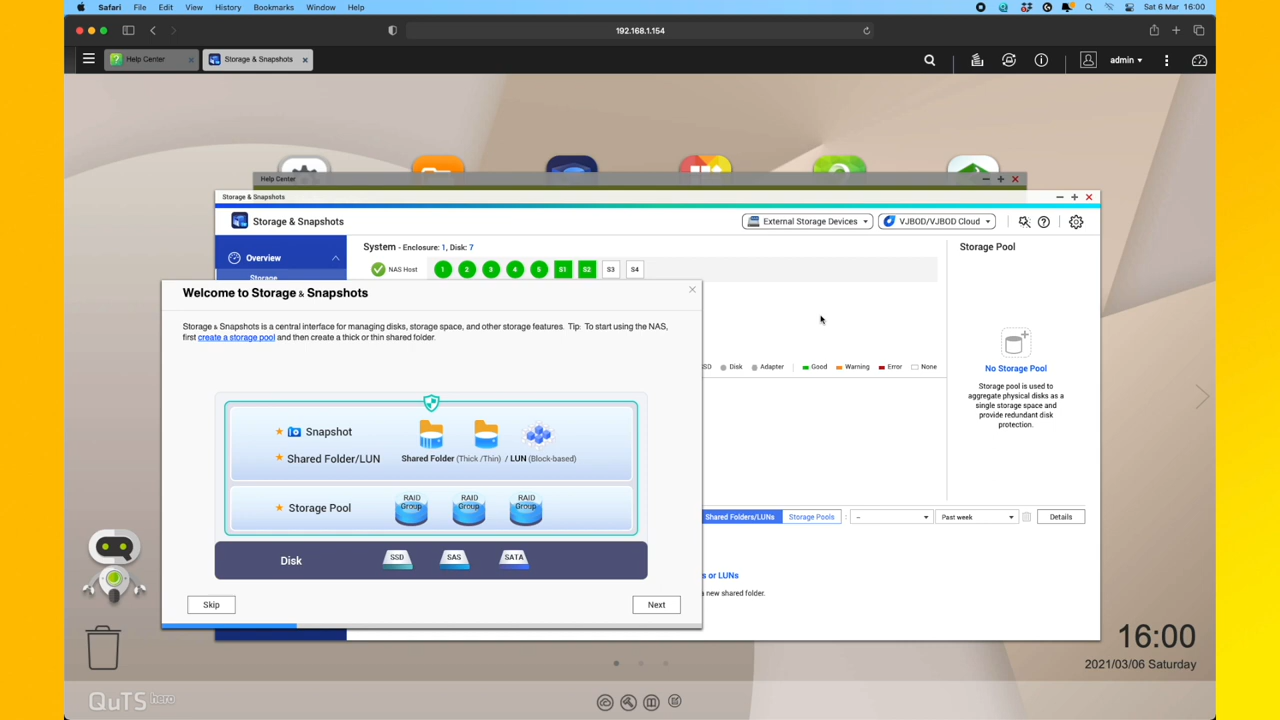 Safari File Edit View History Bookmarks Window Help Sat 6 Mar 16:00
192.168.1.154
Help Center × Storage & Snapshots × admin
Help Center
Storage & Snapshots
Storage & Snapshots External Storage Devices VJBOD/VJBOD Cloud
Overview
Storage
System - Enclosure: 1, Disk: 7
NAS Host 1 2 3 4 5 S1 S2 S3 S4
Storage Pool
Welcome to Storage & Snapshots
Storage & Snapshots is a central interface for managing disks, storage space, and other storage features. Tip: To start using the NAS,
first create a storage pool and then create a thick or thin shared folder.
Snapshot
Shared Folder/LUN Shared Folder (Thick /Thin) / LUN (Block-based)
Storage Pool RAID Group RAID Group RAID Group
Disk SSD SAS SATA
Skip Next
SD Disk Adapter Good Warning Error None
No Storage Pool
Storage pool is used to
aggregate physical disks as a
single storage space and
provide redundant disk
protection.
Shared Folders/LUNs Storage Pools : – Past week Details
s or LUNs
a new shared folder.
16:00
2021/03/06 Saturday
QuTS hero